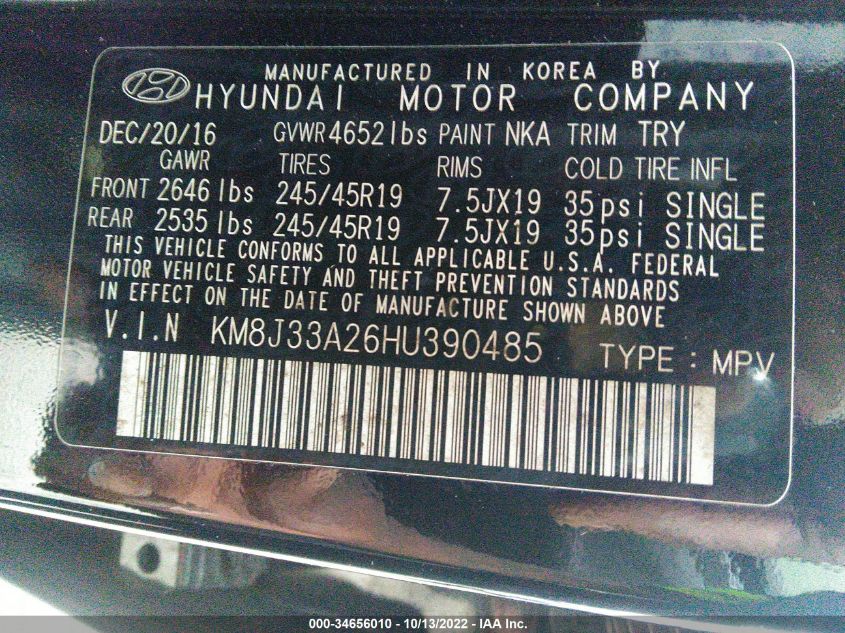 MANUFACTURED IN KOREA BY
HYUNDAI MOTOR COMPANY
DEC/20/16 GVWR 4652 lbs PAINT NKA TRIM TRY
GAWR TIRES RIMS COLD TIRE INFL
FRONT 2646 lbs 245/45R19 7.5JX19 35psi SINGLE
REAR 2535 lbs 245/45R19 7.5JX19 35psi SINGLE
THIS VEHICLE CONFORMS TO ALL APPLICABLE U.S.A. FEDERAL
MOTOR VEHICLE SAFETY AND THEFT PREVENTION STANDARDS
IN EFFECT ON THE DATE OF MANUFACTURE SHOWN ABOVE
V.I.N KM8J33A26HU390485 TYPE : MPV
000-34656010 - 10/13/2022 - IAA Inc.